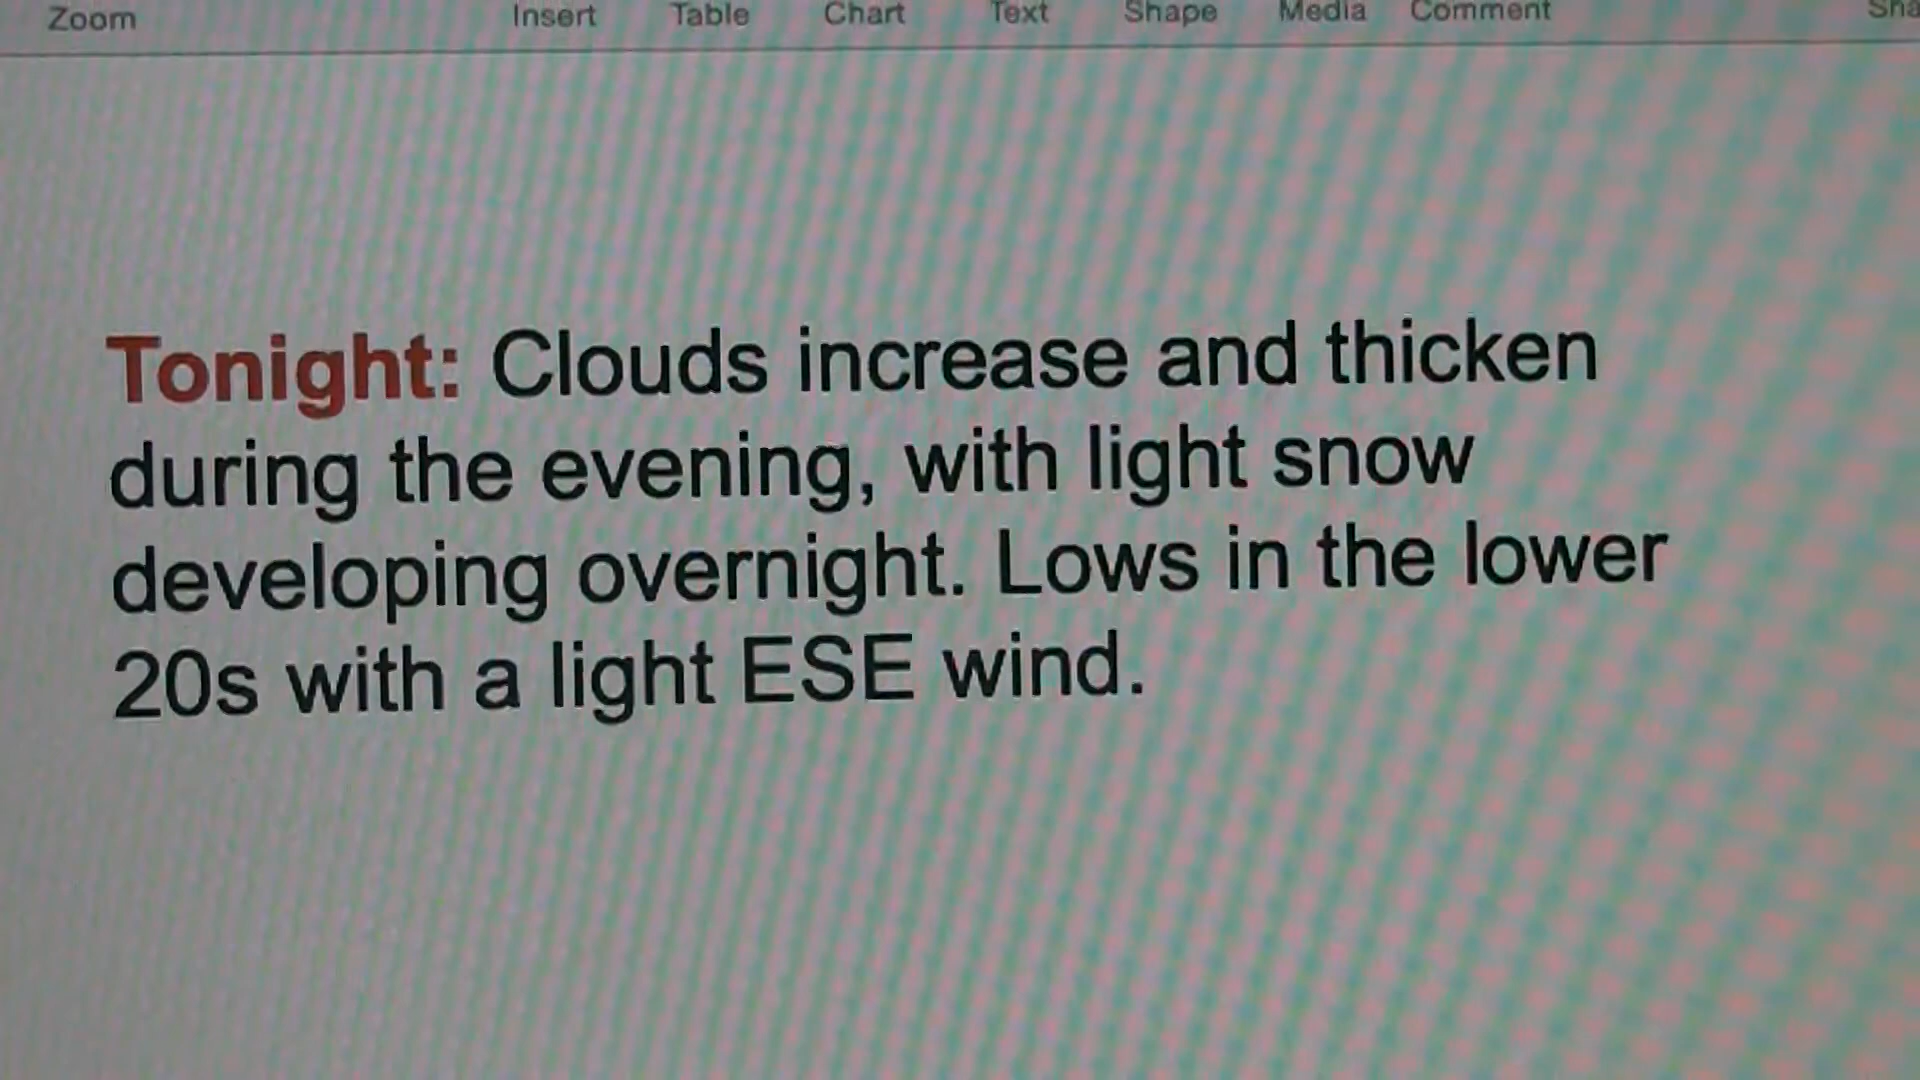 Zoom Insert Table Chart Text Shape Media Comment
Tonight: Clouds increase and thicken
during the evening, with light snow
developing overnight. Lows in the lower
20s with a light ESE wind.